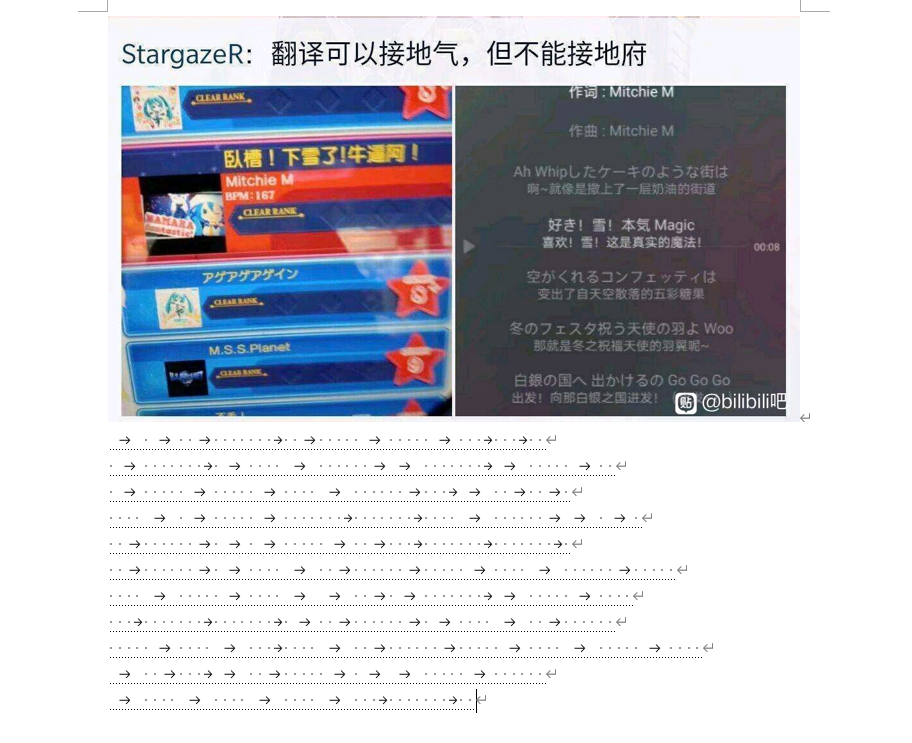 StargazeR：翻译可以接地气，但不能接地府
CLEAR RANK
臥槽！下雪了!牛逼阿！
Mitchie M
BPM:167
CLEAR RANK
アゲアゲアゲイン
CLEAR RANK
M.S.S.Planet
CLEAR RANK
作词 : Mitchie M
作曲 : Mitchie M
Ah Whipしたケーキのような街は
啊~就像是撒上了一层奶油的街道
好き！雪！本気 Magic
喜欢！雪！这是真实的魔法！
00:08
空がくれるコンフェッティは
变出了自天空散落的五彩糖果
冬のフェスタ祝う天使の羽よ Woo
那就是冬之祝福天使的羽翼呢~
白銀の国へ 出かけるの Go Go Go
出发！向那白银之国进发！
贴 @bilibili吧